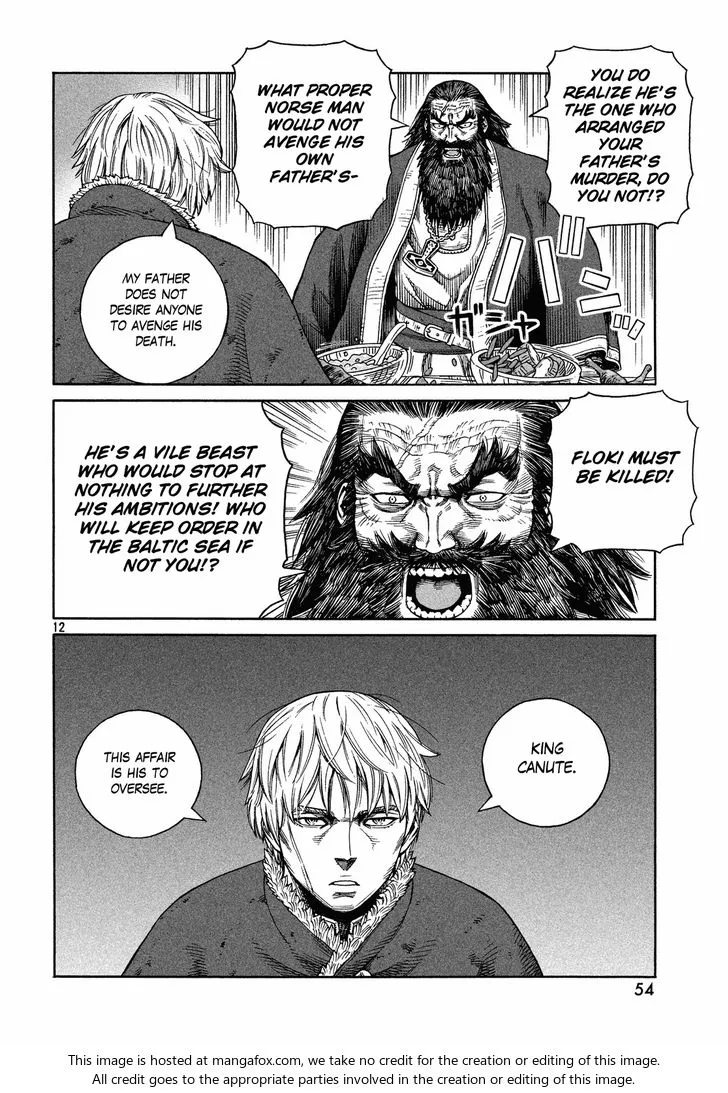 YOU DO
REALIZE HE'S
THE ONE WHO
ARRANGED
YOUR
FATHER'S
MURDER, DO
YOU NOT!?
WHAT PROPER
NORSE MAN
WOULD NOT
AVENGE HIS
OWN
FATHER'S-
ガシャン
MY FATHER
DOES NOT
DESIRE ANYONE
TO AVENGE HIS
DEATH.
FLOKI MUST
BE KILLED!
HE'S A VILE BEAST
WHO WOULD STOP AT
NOTHING TO FURTHER
HIS AMBITIONS! WHO
WILL KEEP ORDER IN
THE BALTIC SEA IF
NOT YOU!?
12
KING
CANUTE.
THIS AFFAIR
IS HIS TO
OVERSEE.
54
This image is hosted at mangafox.com, we take no credit for the creation or editing of this image.
All credit goes to the appropriate parties involved in the creation or editing of this image.